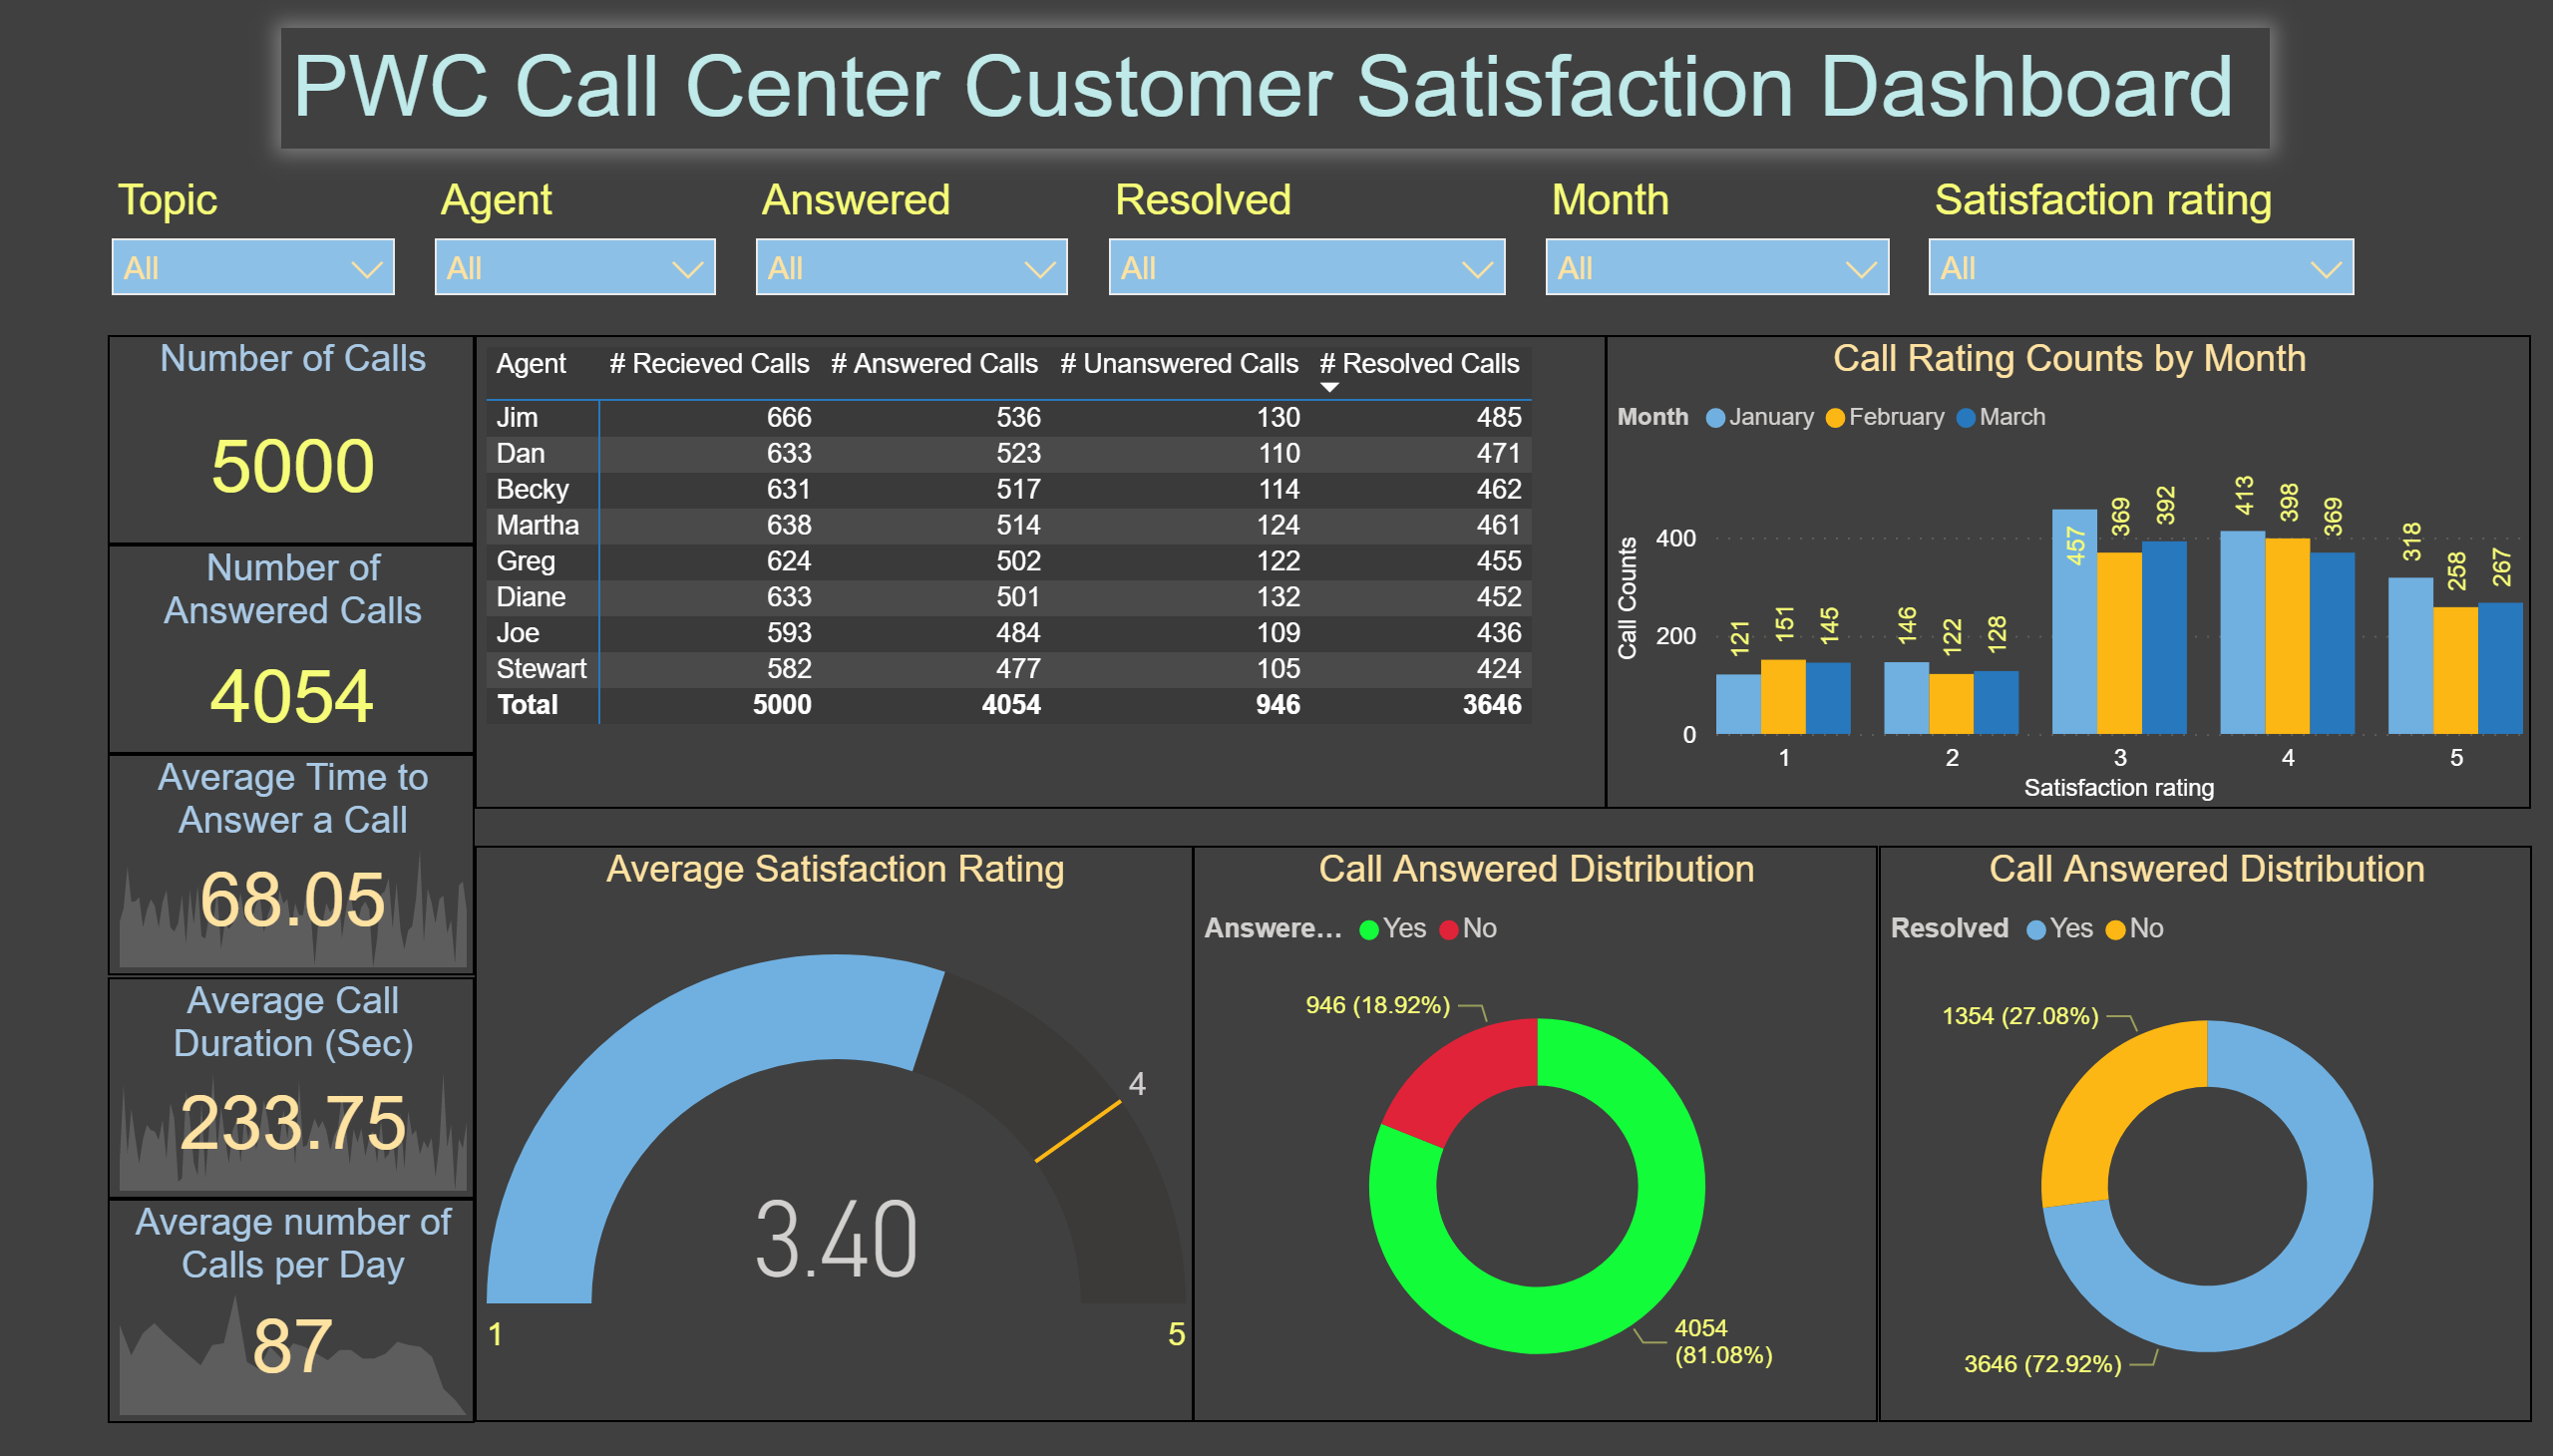 PWC Call Center Customer Satisfaction Dashboard
Topic Agent Answered Resolved Month Satisfaction rating
All All All All All All
Number of Calls
5000
Number of
Answered Calls
4054
Average Time to
Answer a Call
68.05
Average Call
Duration (Sec)
233.75
Average number of
Calls per Day
87
Agent # Recieved Calls # Answered Calls # Unanswered Calls # Resolved Calls
Jim 666 536 130 485
Dan 633 523 110 471
Becky 631 517 114 462
Martha 638 514 124 461
Greg 624 502 122 455
Diane 633 501 132 452
Joe 593 484 109 436
Stewart 582 477 105 424
Total 5000 4054 946 3646
Call Rating Counts by Month
Month January February March
Call Counts
400
200
0
121 151 145 146 122 128 457 369 392 413 398 369 318 258 267
1 2 3 4 5
Satisfaction rating
Average Satisfaction Rating
4
3.40
1 5
Call Answered Distribution
Answere... Yes No
946 (18.92%)
4054
(81.08%)
Call Answered Distribution
Resolved Yes No
1354 (27.08%)
3646 (72.92%)